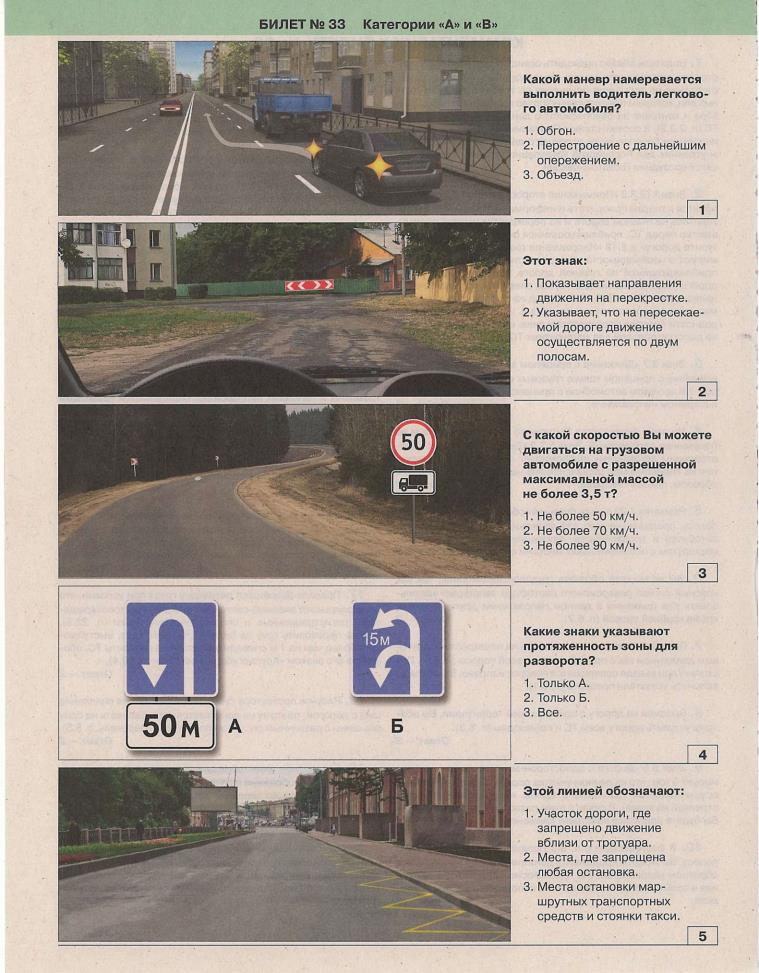 БИЛЕТ № 33 Категории «А» и «В»
Какой маневр намеревается
выполнить водитель легково-
го автомобиля?
1. Обгон.
2. Перестроение с дальнейшим
опережением.
3. Объезд.
1
Этот знак:
1. Показывает направления
движения на перекрестке.
2. Указывает, что на пересекае-
мой дороге движение
осуществляется по двум
полосам.
2
50
С какой скоростью Вы можете
двигаться на грузовом
автомобиле с разрешенной
максимальной массой
не более 3,5 т?
1. Не более 50 км/ч.
2. Не более 70 км/ч.
3. Не более 90 км/ч.
3
15м
50м
А
Б
Какие знаки указывают
протяженность зоны для
разворота?
1. Только А.
2. Только Б.
3. Все.
4
Этой линией обозначают:
1. Участок дороги, где
запрещено движение
вблизи от тротуара.
2. Места, где запрещена
любая остановка.
3. Места остановки мар-
шрутных транспортных
средств и стоянки такси.
5